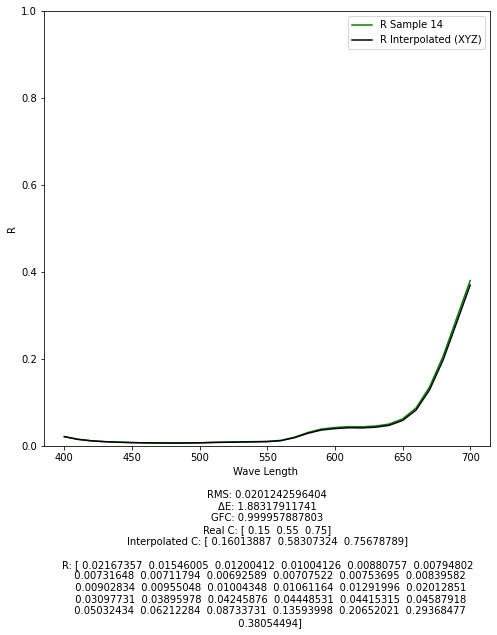 1.0
R Sample 14
R Interpolated (XYZ)
0.8
0.6
R
0.4
0.2
0.0
400 450 500 550 600 650 700
Wave Length
RMS: 0.0201242596404
ΔE: 1.88317911741
GFC: 0.999957887803
Real C: [ 0.15 0.55 0.75]
Interpolated C: [ 0.16013887 0.58307324 0.75678789]
R: [ 0.02167357 0.01546005 0.01200412 0.01004126 0.00880757 0.00794802
0.00731648 0.00711794 0.00692589 0.00707522 0.00753695 0.00839582
0.00902834 0.00955048 0.01004348 0.01061164 0.01291996 0.02012851
0.03097731 0.03895978 0.04245876 0.04448531 0.04415315 0.04587918
0.05032434 0.06212284 0.08733731 0.13593998 0.20652021 0.29368477
0.38054494]